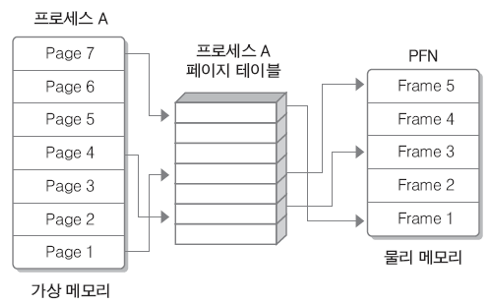 프로세스 A
Page 7
Page 6
Page 5
Page 4
Page 3
Page 2
Page 1
가상 메모리
프로세스 A
페이지 테이블
PFN
Frame 5
Frame 4
Frame 3
Frame 2
Frame 1
물리 메모리